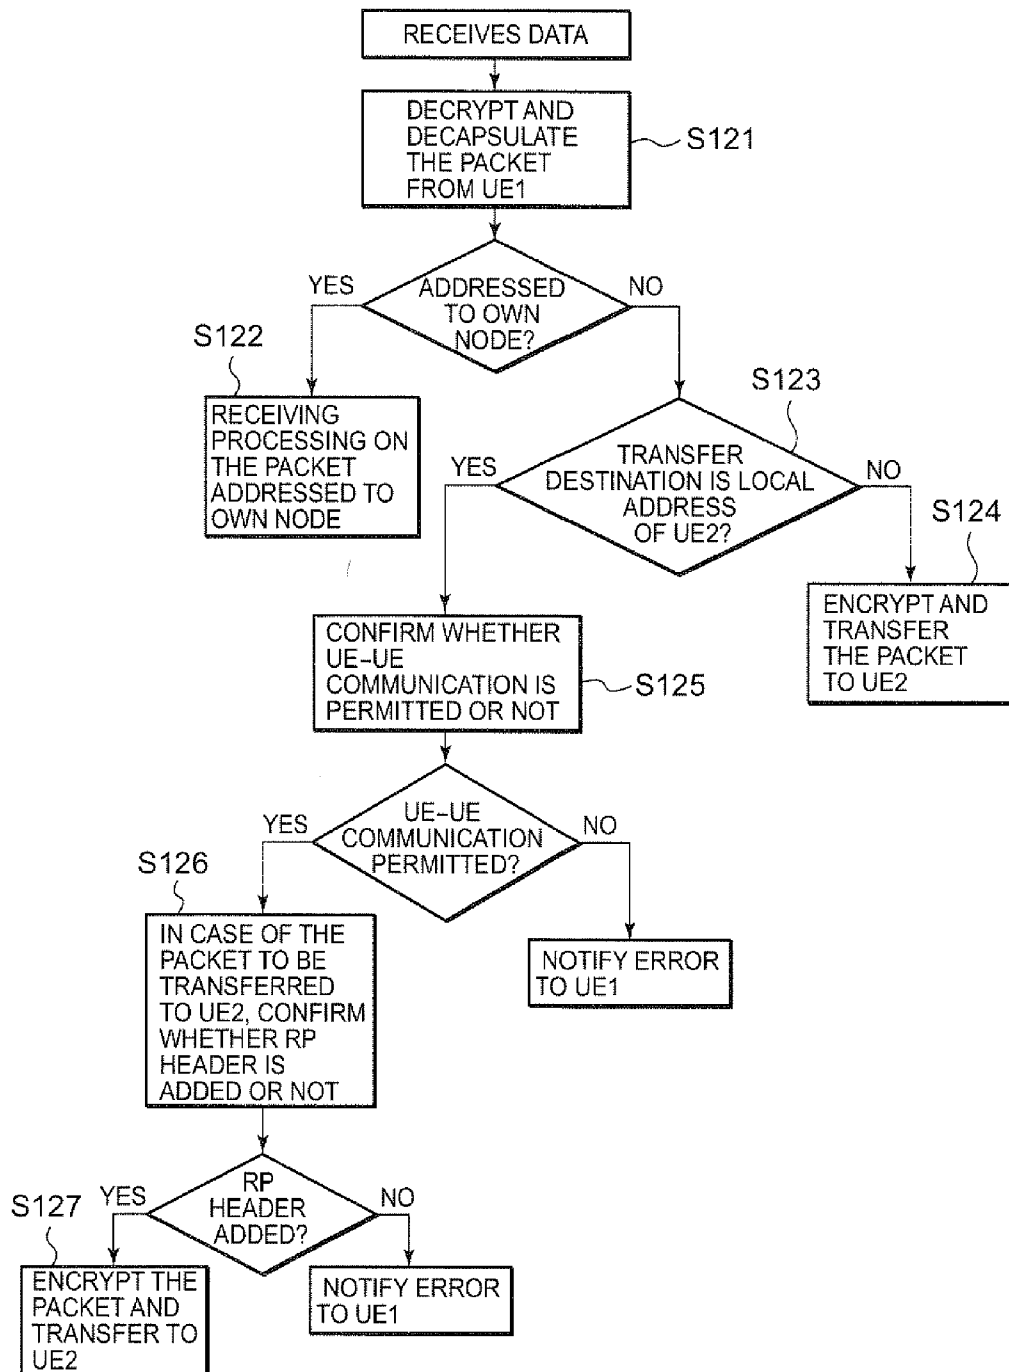 RECEIVES DATA
DECRYPT AND
DECAPSULATE
THE PACKET
FROM UE1
S121
ADDRESSED
TO OWN
NODE?
YES
NO
S122
RECEIVING
PROCESSING ON
THE PACKET
ADDRESSED TO
OWN NODE
S123
TRANSFER
DESTINATION IS LOCAL
ADDRESS
OF UE2?
YES
NO
S124
ENCRYPT AND
TRANSFER
THE PACKET
TO UE2
CONFIRM WHETHER
UE-UE
COMMUNICATION IS
PERMITTED OR NOT
S125
UE-UE
COMMUNICATION
PERMITTED?
YES
NO
S126
IN CASE OF THE
PACKET TO BE
TRANSFERRED
TO UE2, CONFIRM
WHETHER RP
HEADER IS
ADDED OR NOT
NOTIFY ERROR
TO UE1
RP
HEADER
ADDED?
YES
NO
S127
ENCRYPT THE
PACKET AND
TRANSFER TO
UE2
NOTIFY ERROR
TO UE1